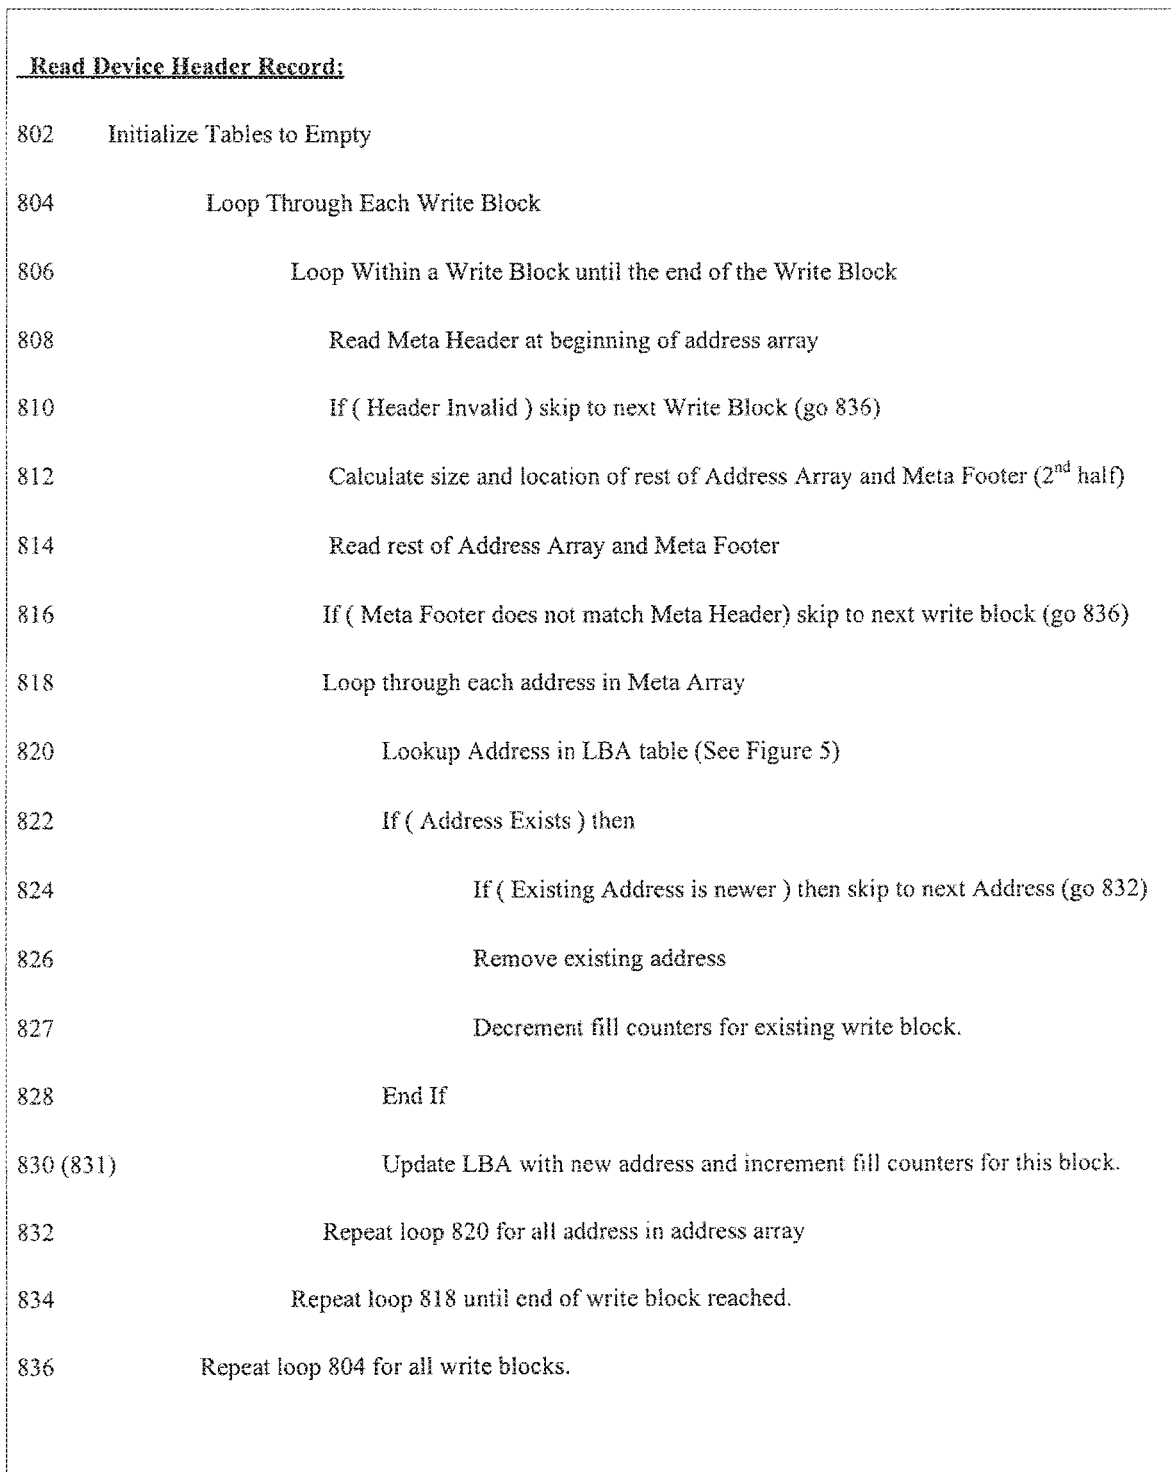 Read Device Header Record:
802 Initialize Tables to Empty
804 Loop Through Each Write Block
806 Loop Within a Write Block until the end of the Write Block
808 Read Meta Header at beginning of address array
810 If ( Header Invalid ) skip to next Write Block (go 836)
812 Calculate size and location of rest of Address Array and Meta Footer (2nd half)
814 Read rest of Address Array and Meta Footer
816 If ( Meta Footer does not match Meta Header) skip to next write block (go 836)
818 Loop through each address in Meta Array
820 Lookup Address in LBA table (See Figure 5)
822 If ( Address Exists ) then
824 If ( Existing Address is newer ) then skip to next Address (go 832)
826 Remove existing address
827 Decrement fill counters for existing write block.
828 End If
830 (831) Update LBA with new address and increment fill counters for this block.
832 Repeat loop 820 for all address in address array
834 Repeat loop 818 until end of write block reached.
836 Repeat loop 804 for all write blocks.